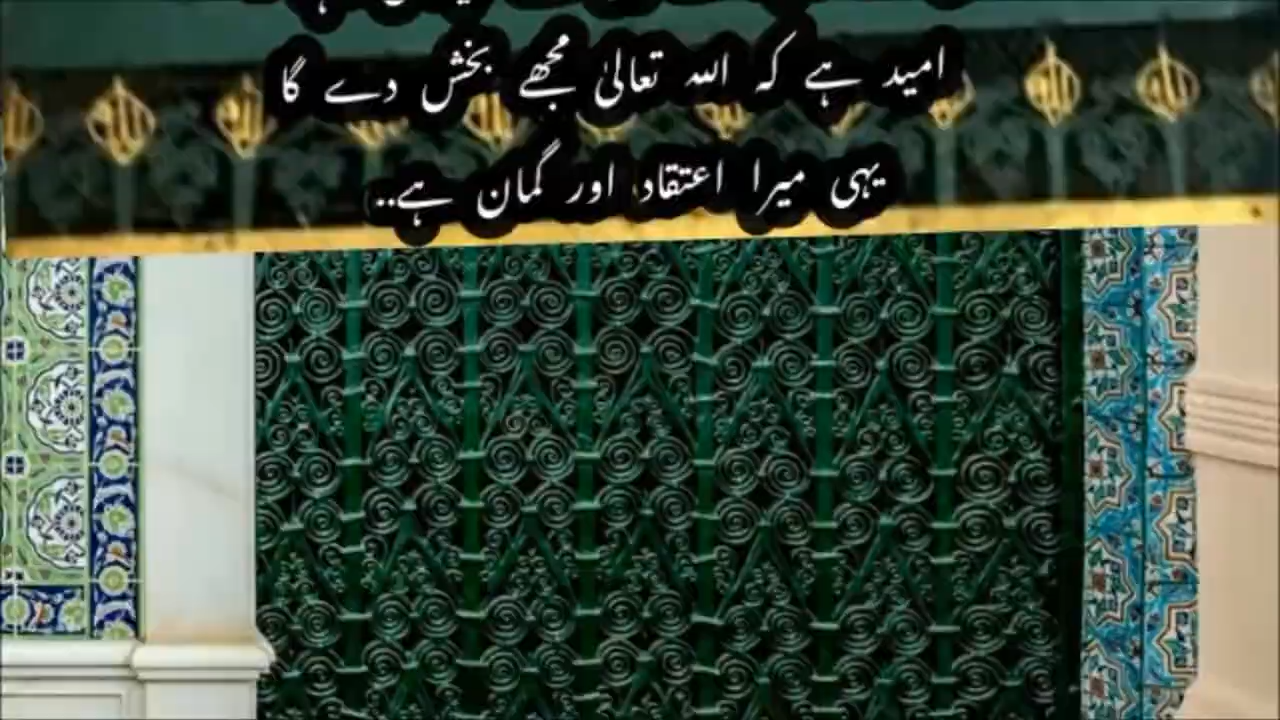 امید ہے کہ اللہ تعالیٰ مجھے بخش دے گا
یہی میرا اعتقاد اور گمان ہے..